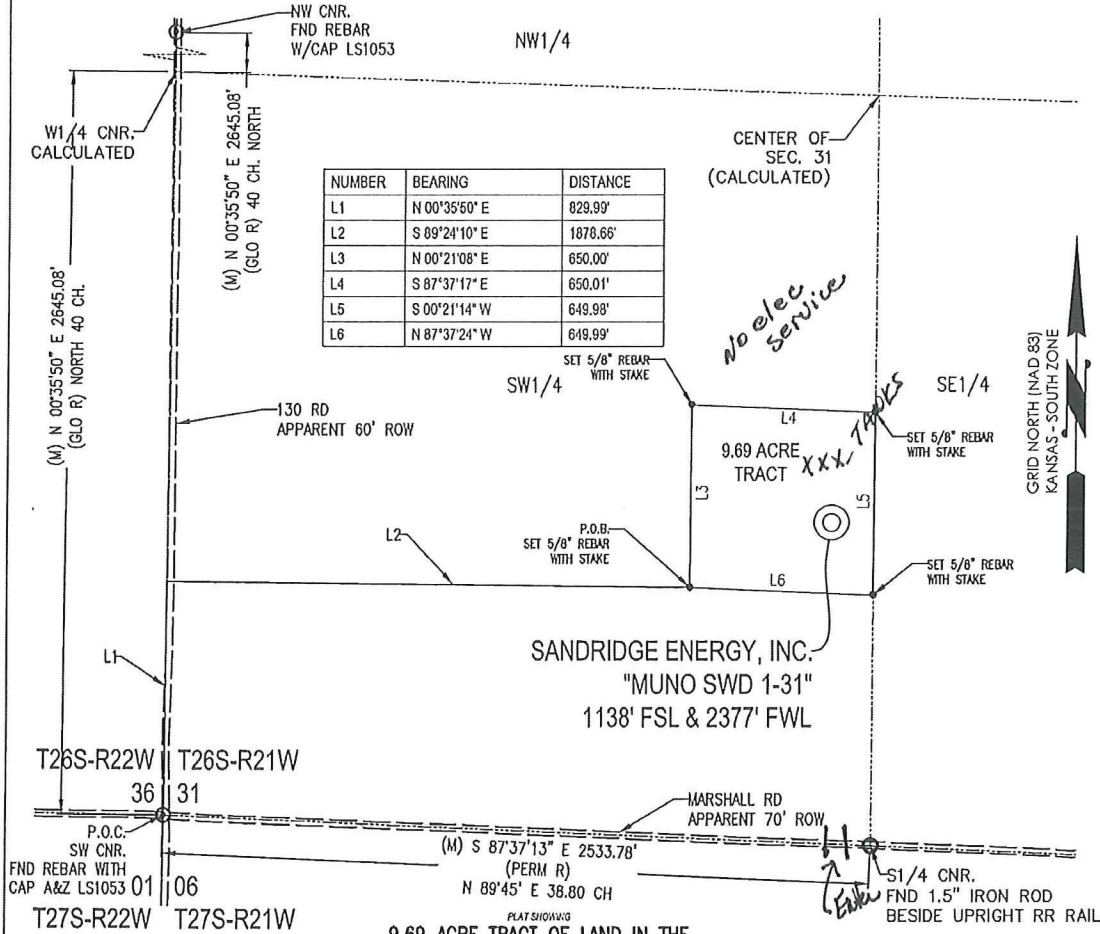 NW CNR.
FND REBAR
W/CAP LS1053
NW1/4
W1/4 CNR.
CALCULATED
(M) N 00°35'50" E 2645.08'
(GLO R) 40 CH. NORTH
CENTER OF
SEC. 31
(CALCULATED)
NUMBER BEARING DISTANCE
L1 N 00°35'50" E 829.99'
L2 S 89°24'10" E 1878.66'
L3 N 00°21'08" E 650.00'
L4 S 87°37'17" E 650.01'
L5 S 00°21'14" W 649.98'
L6 N 87°37'24" W 649.99'
(M) N 00°35'50" E 2645.08'
(GLO R) NORTH 40 CH.
No elec
service
SET 5/8" REBAR
WITH STAKE
SW1/4
SE1/4
130 RD
APPARENT 60' ROW
L4
TANKS
XXX
SET 5/8" REBAR
WITH STAKE
9.69 ACRE
TRACT
GRID NORTH (NAD 83)
KANSAS - SOUTH ZONE
N
L3
L5
L2
P.O.B.
SET 5/8" REBAR
WITH STAKE
L6
SET 5/8" REBAR
WITH STAKE
SANDRIDGE ENERGY, INC.
"MUNO SWD 1-31"
1138' FSL & 2377' FWL
L1
T26S-R22W T26S-R21W
36 31
MARSHALL RD
APPARENT 70' ROW
P.O.C.
SW CNR.
FND REBAR WITH
CAP A&Z LS1053
(M) S 87°37'13" E 2533.78'
(PERM R)
N 89°45' E 38.80 CH
S1/4 CNR.
FND 1.5" IRON ROD
BESIDE UPRIGHT RR RAIL
01 06
T27S-R22W T27S-R21W
PLAT SHOWING
9.69 ACRE TRACT OF LAND IN THE